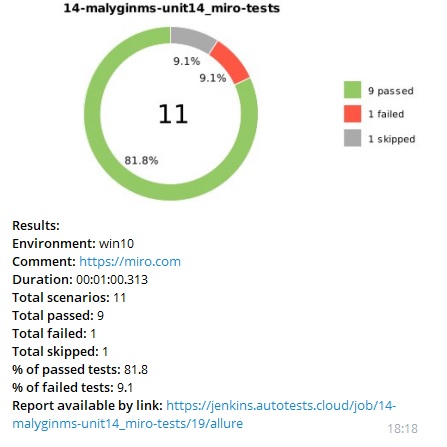 14-malyginms-unit14_miro-tests
9.1%
9.1%
11
81.8%
9 passed
1 failed
1 skipped
Results:
Environment: win10
Comment: https://miro.com
Duration: 00:01:00.313
Total scenarios: 11
Total passed: 9
Total failed: 1
Total skipped: 1
% of passed tests: 81.8
% of failed tests: 9.1
Report available by link: https://jenkins.autotests.cloud/job/14-
malyginms-unit14_miro-tests/19/allure
18:18